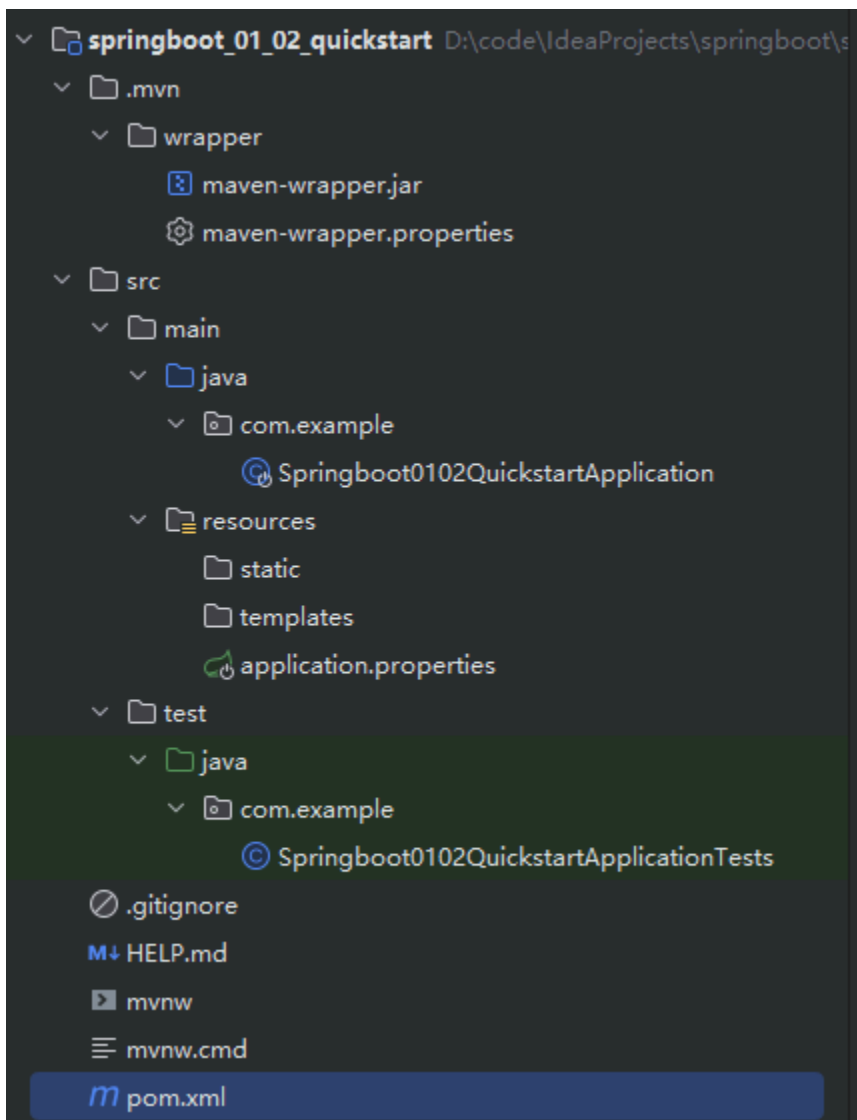 springboot_01_02_quickstart D:\code\IdeaProjects\springboot\s
.mvn
wrapper
maven-wrapper.jar
maven-wrapper.properties
src
main
java
com.example
Springboot0102QuickstartApplication
resources
static
templates
application.properties
test
java
com.example
Springboot0102QuickstartApplicationTests
.gitignore
M↓ HELP.md
mvnw
mvnw.cmd
m pom.xml